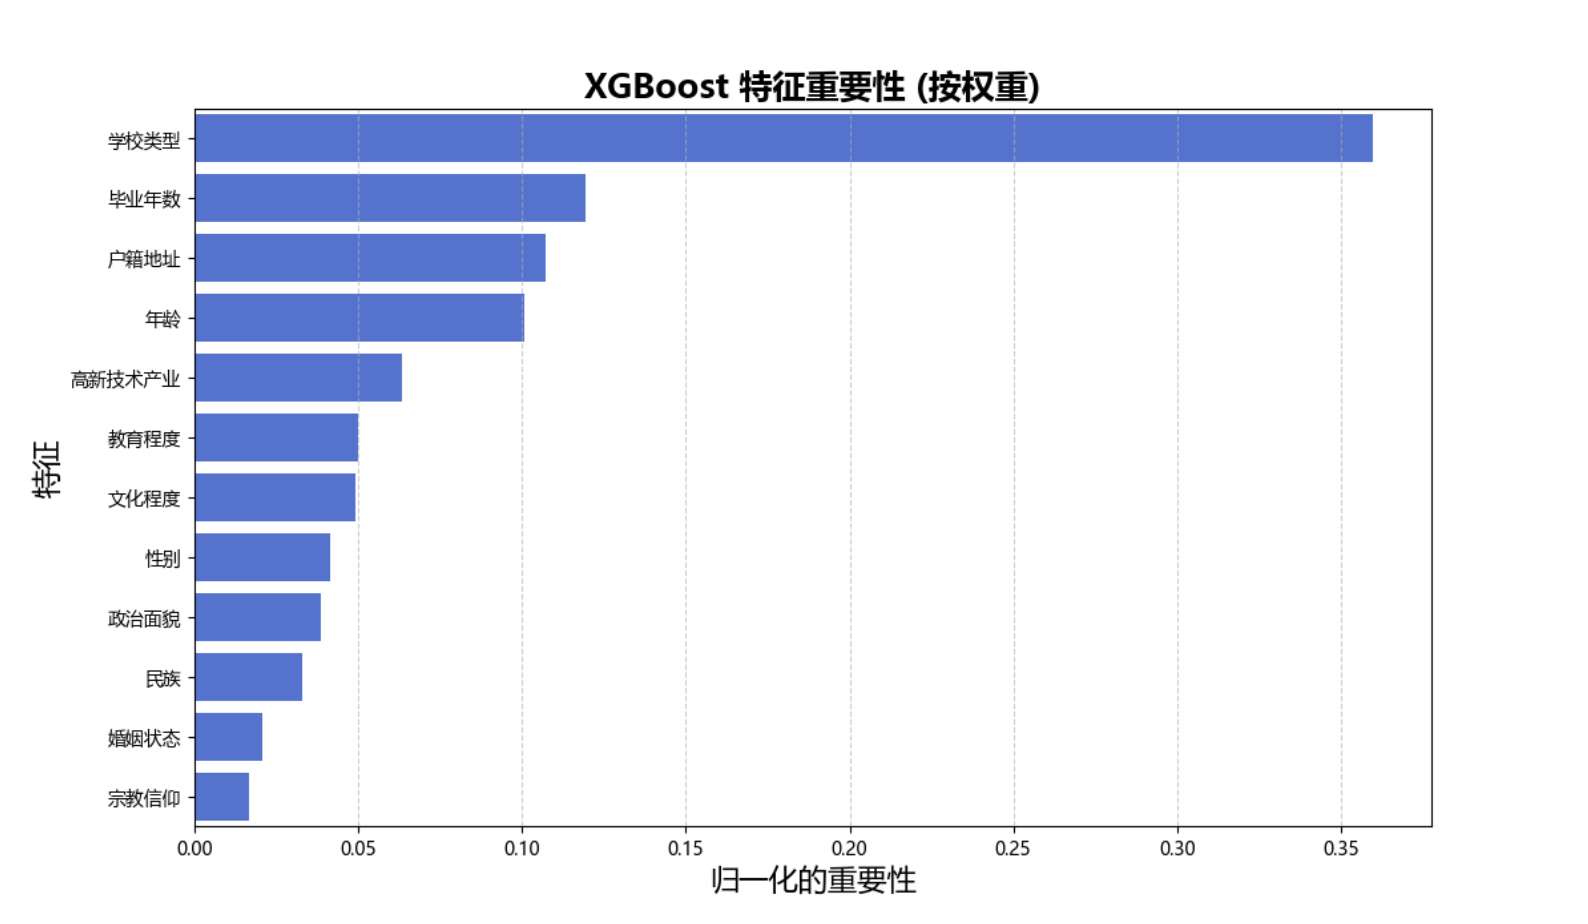 XGBoost 特征重要性 (按权重)
特征
学校类型
毕业年数
户籍地址
年龄
高新技术产业
教育程度
文化程度
性别
政治面貌
民族
婚姻状态
宗教信仰
0.00 0.05 0.10 0.15 0.20 0.25 0.30 0.35
归一化的重要性